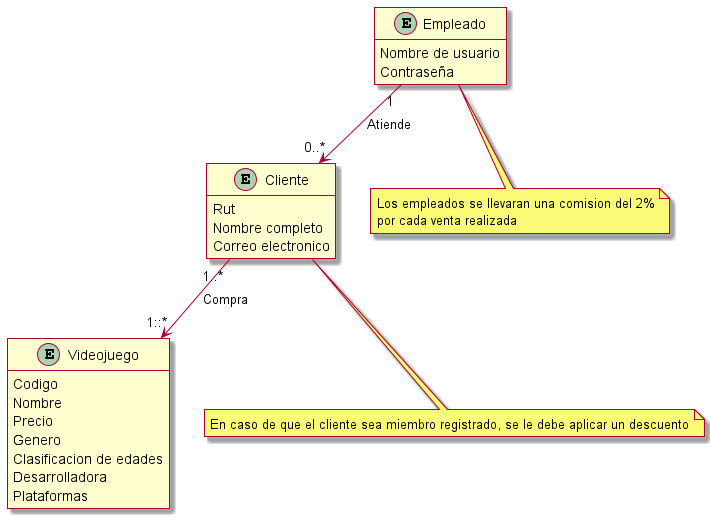 E Empleado
Nombre de usuario
Contraseña
1
Atiende
0..*
E Cliente
Rut
Nombre completo
Correo electronico
Los empleados se llevaran una comision del 2%
por cada venta realizada
1..*
Compra
1::*
E Videojuego
Codigo
Nombre
Precio
Genero
Clasificacion de edades
Desarrolladora
Plataformas
En caso de que el cliente sea miembro registrado, se le debe aplicar un descuento